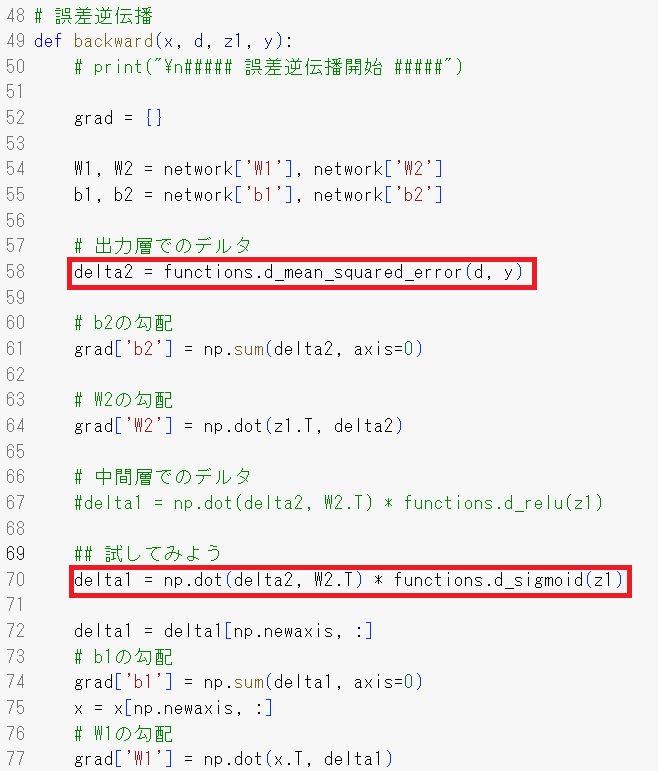 48 # 誤差逆伝播
49 def backward(x, d, z1, y):
50     # print("¥n##### 誤差逆伝播開始 #####")
51
52     grad = {}
53
54     W1, W2 = network['W1'], network['W2']
55     b1, b2 = network['b1'], network['b2']
56
57     # 出力層でのデルタ
58     delta2 = functions.d_mean_squared_error(d, y)
59
60     # b2の勾配
61     grad['b2'] = np.sum(delta2, axis=0)
62
63     # W2の勾配
64     grad['W2'] = np.dot(z1.T, delta2)
65
66     # 中間層でのデルタ
67     #delta1 = np.dot(delta2, W2.T) * functions.d_relu(z1)
68
69     ## 試してみよう
70     delta1 = np.dot(delta2, W2.T) * functions.d_sigmoid(z1)
71
72     delta1 = delta1[np.newaxis, :]
73     # b1の勾配
74     grad['b1'] = np.sum(delta1, axis=0)
75     x = x[np.newaxis, :]
76     # W1の勾配
77     grad['W1'] = np.dot(x.T, delta1)